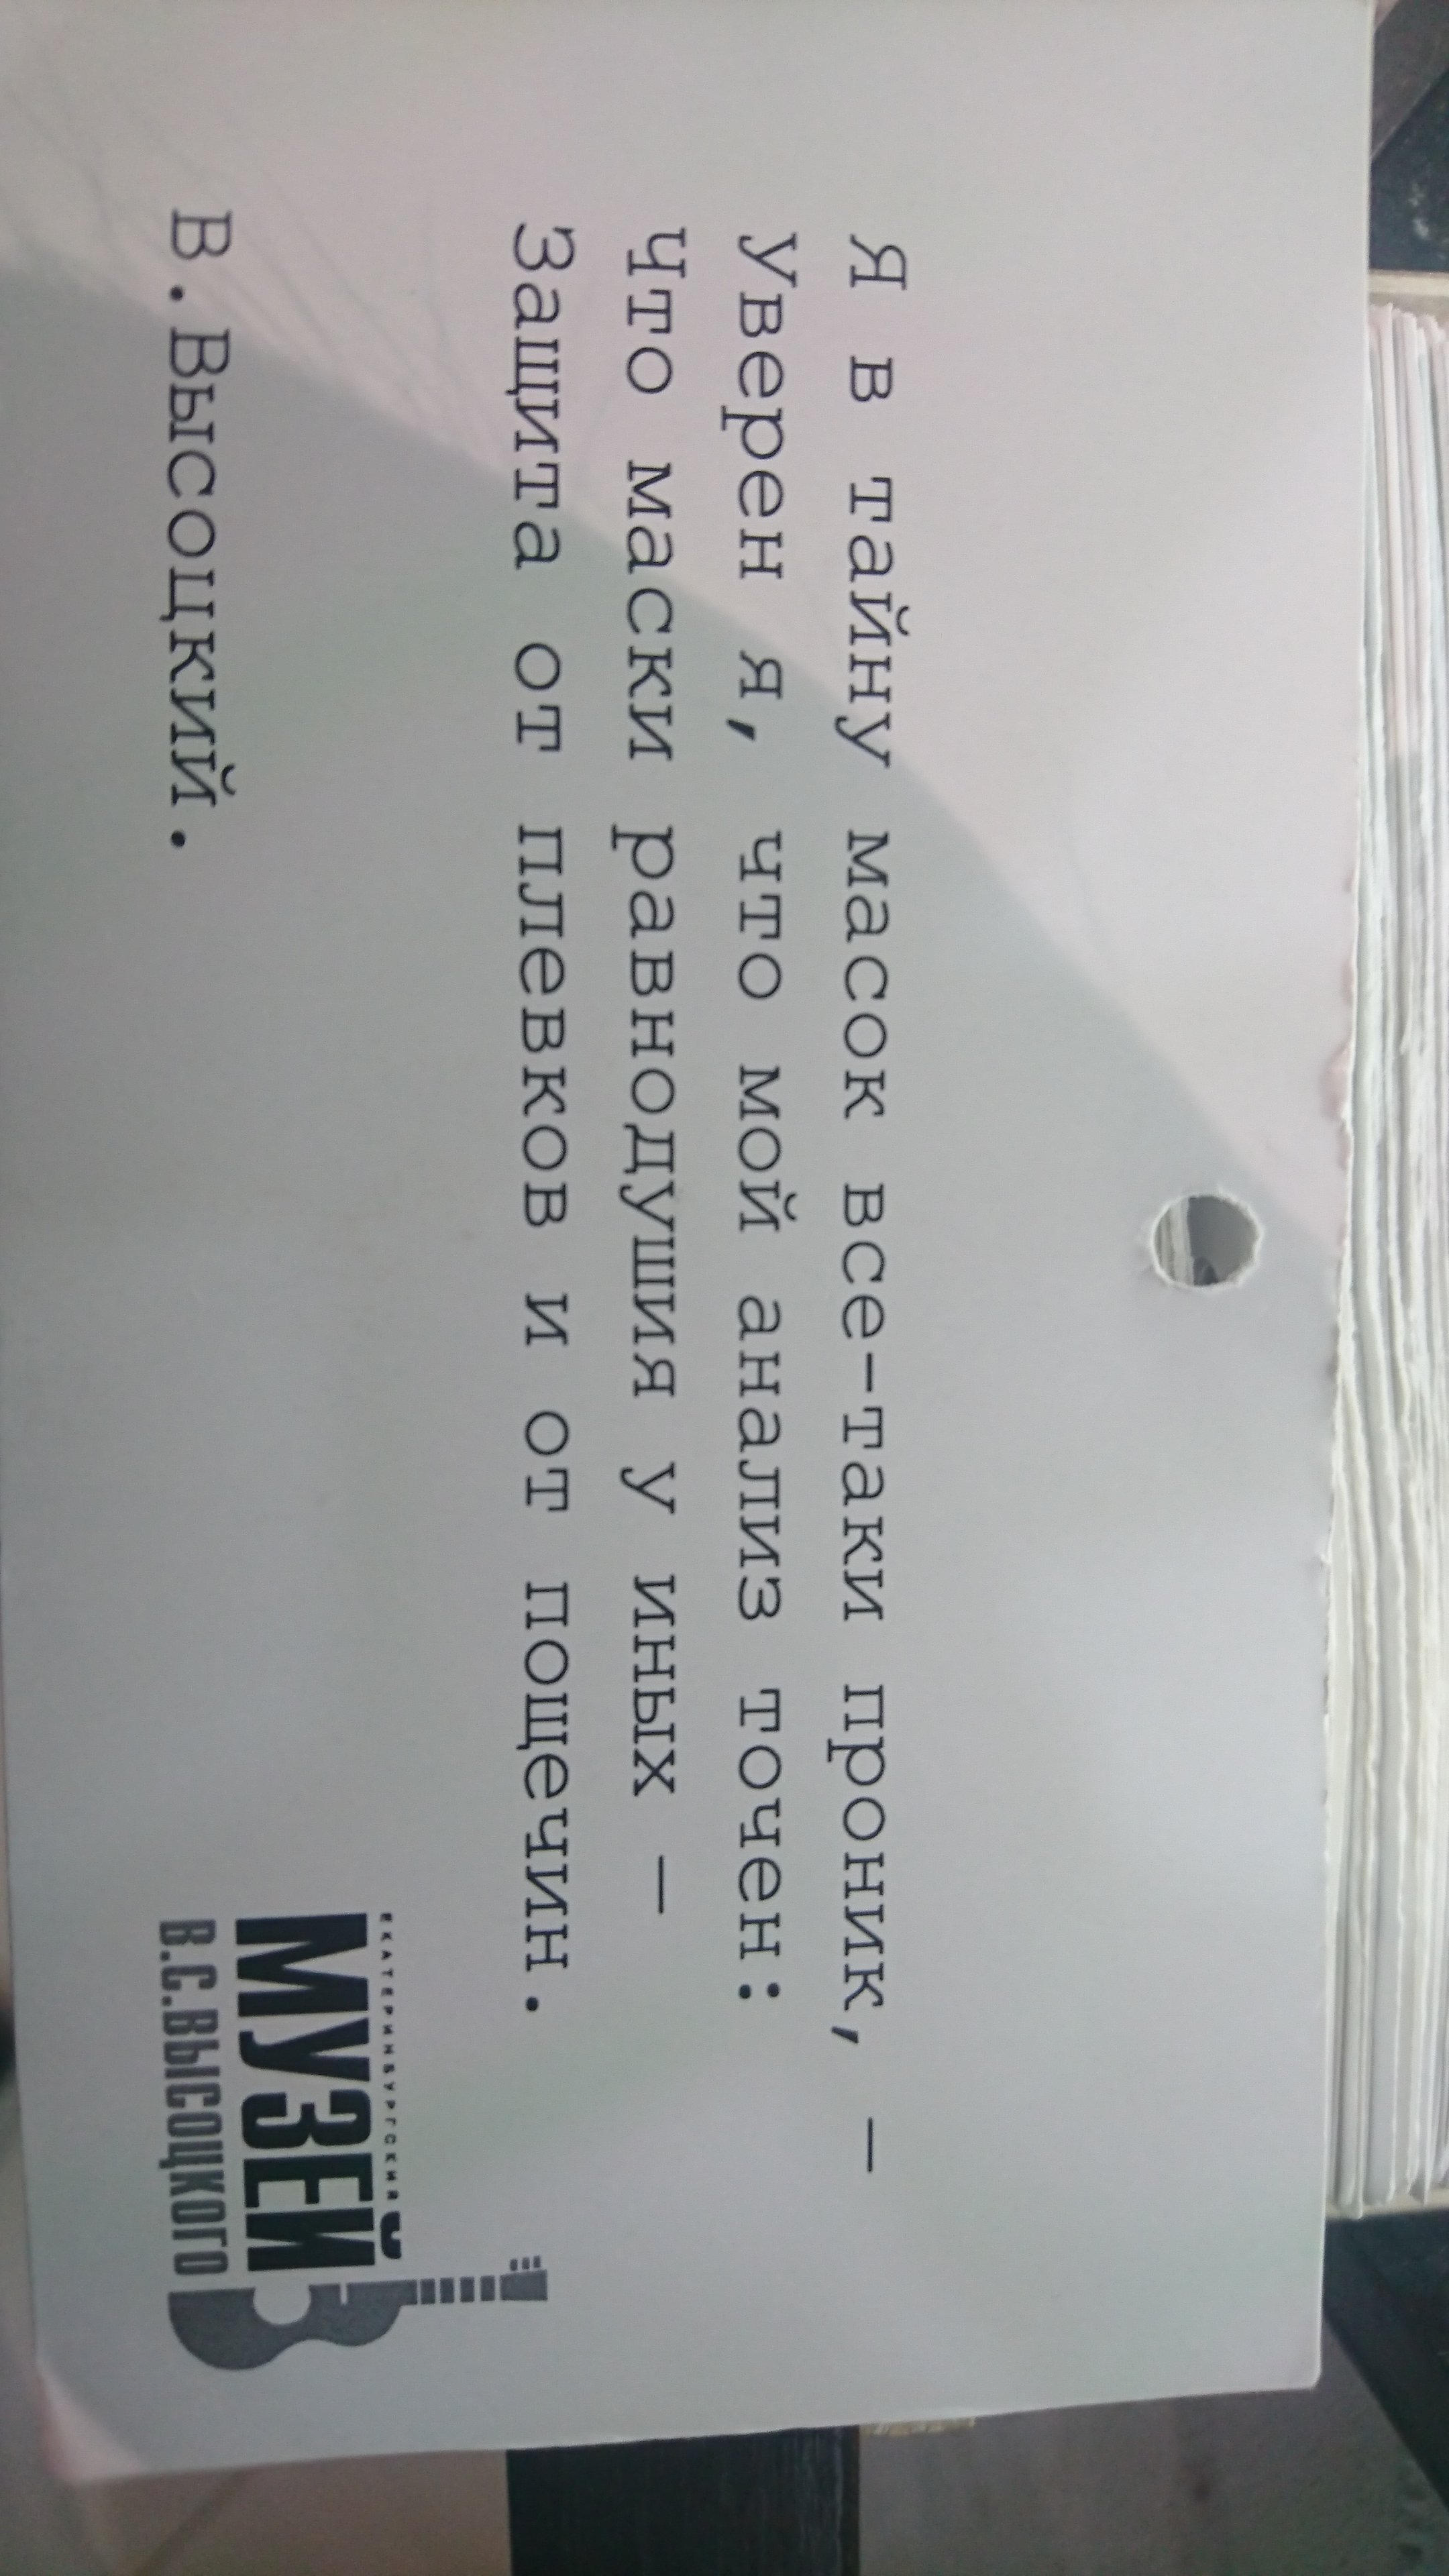 Я в тайну масок все-таки проник, —
Уверен я, что мой анализ точен:
Что маски равнодушия у иных —
Защита от плевков и от пощечин.
В.Высоцкий.
ЕКАТЕРИНБУРГСКИЙ
МУЗЕЙ
В.С.ВЫСОЦКОГО